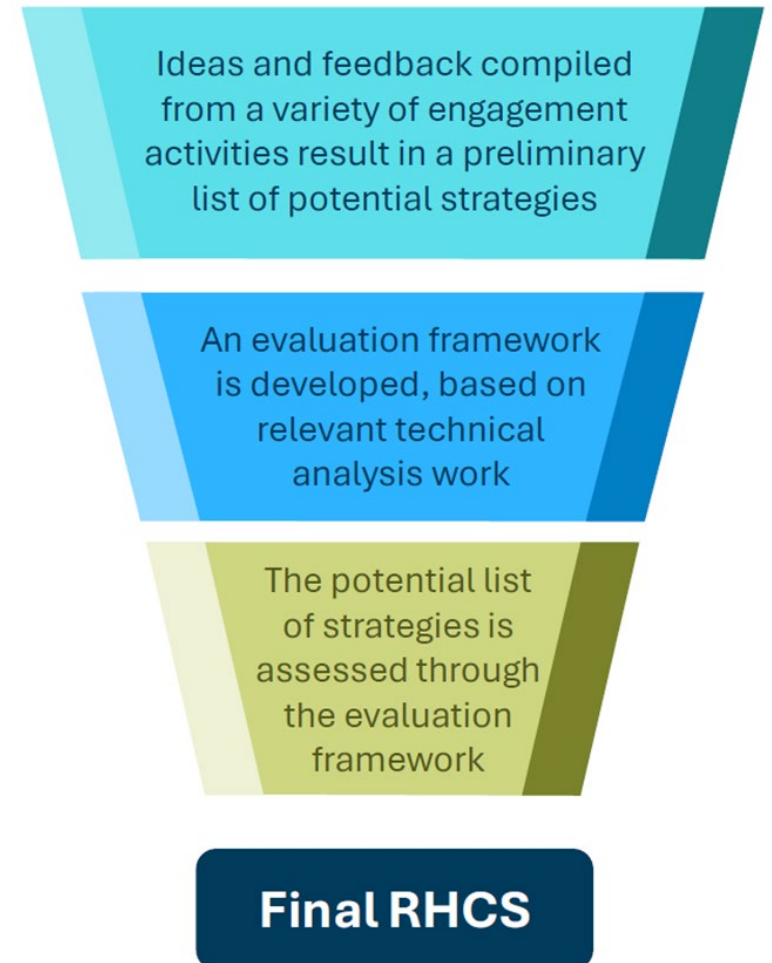 Ideas and feedback compiled
from a variety of engagement
activities result in a preliminary
list of potential strategies
An evaluation framework
is developed, based on
relevant technical
analysis work
The potential list
of strategies is
assessed through
the evaluation
framework
Final RHCS